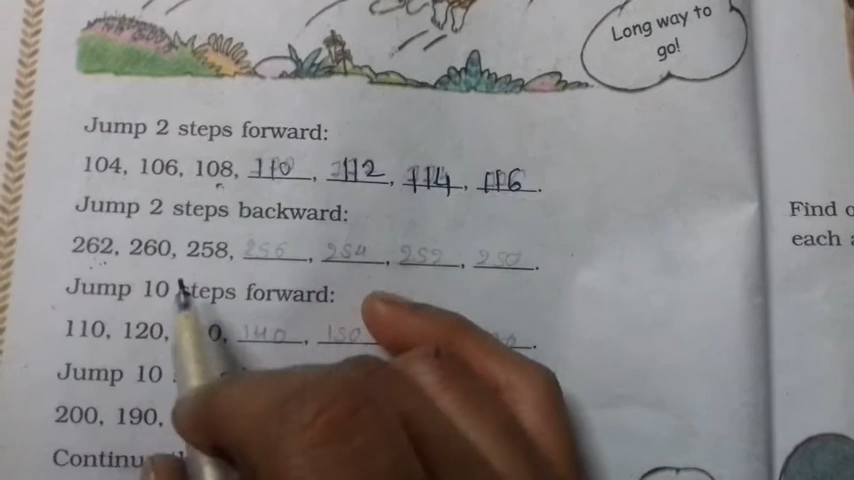 Long way to
go!
Jump 2 steps forward:
104, 106, 108, 110, 112, 114, 116.
Jump 2 steps backward:
262, 260, 258, 256, 254, 252, 250.
Jump 10 steps forward:
110, 120, 0, 140, 150
Jump 10
200, 190,
Find
each